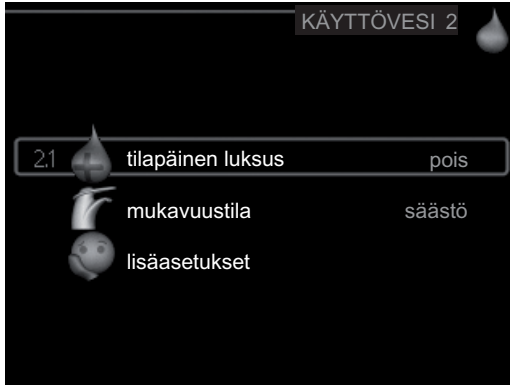 KÄYTTÖVESI 2
2.1 tilapäinen luksus pois
mukavuustila säästö
lisäasetukset